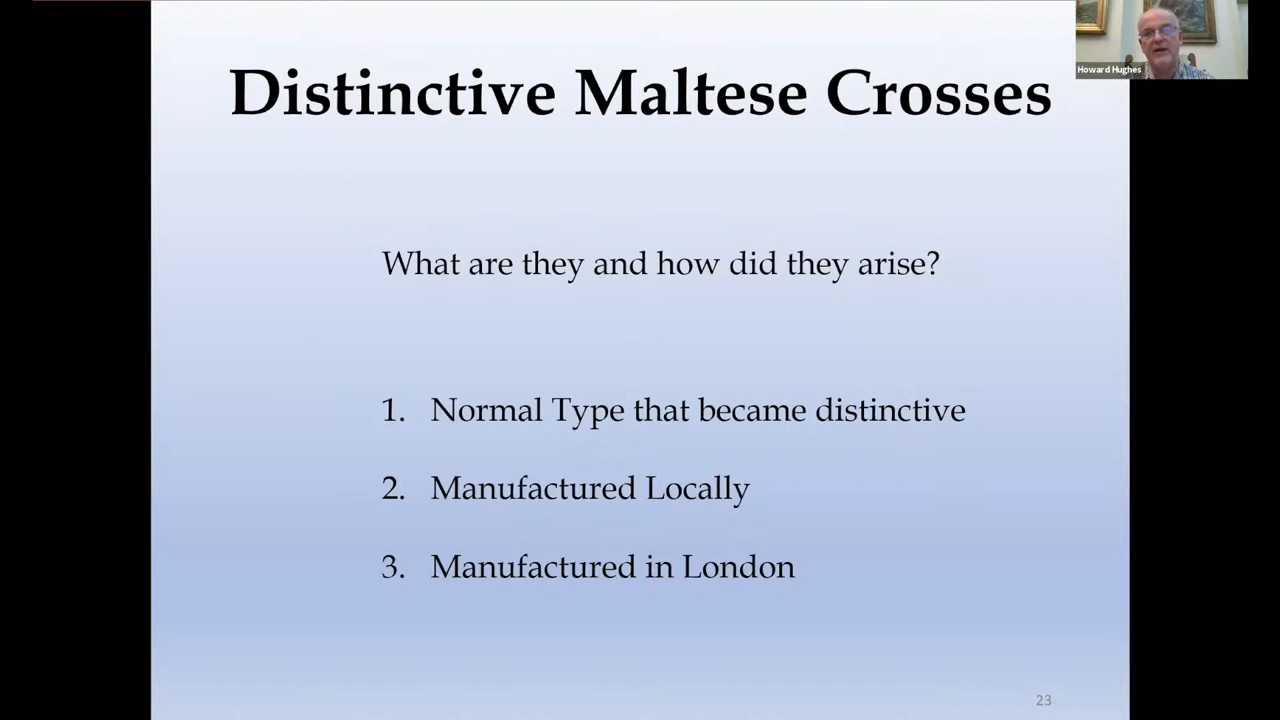 Distinctive Maltese Crosses
Howard Hughes
What are they and how did they arise?
1. Normal Type that became distinctive
2. Manufactured Locally
3. Manufactured in London
23